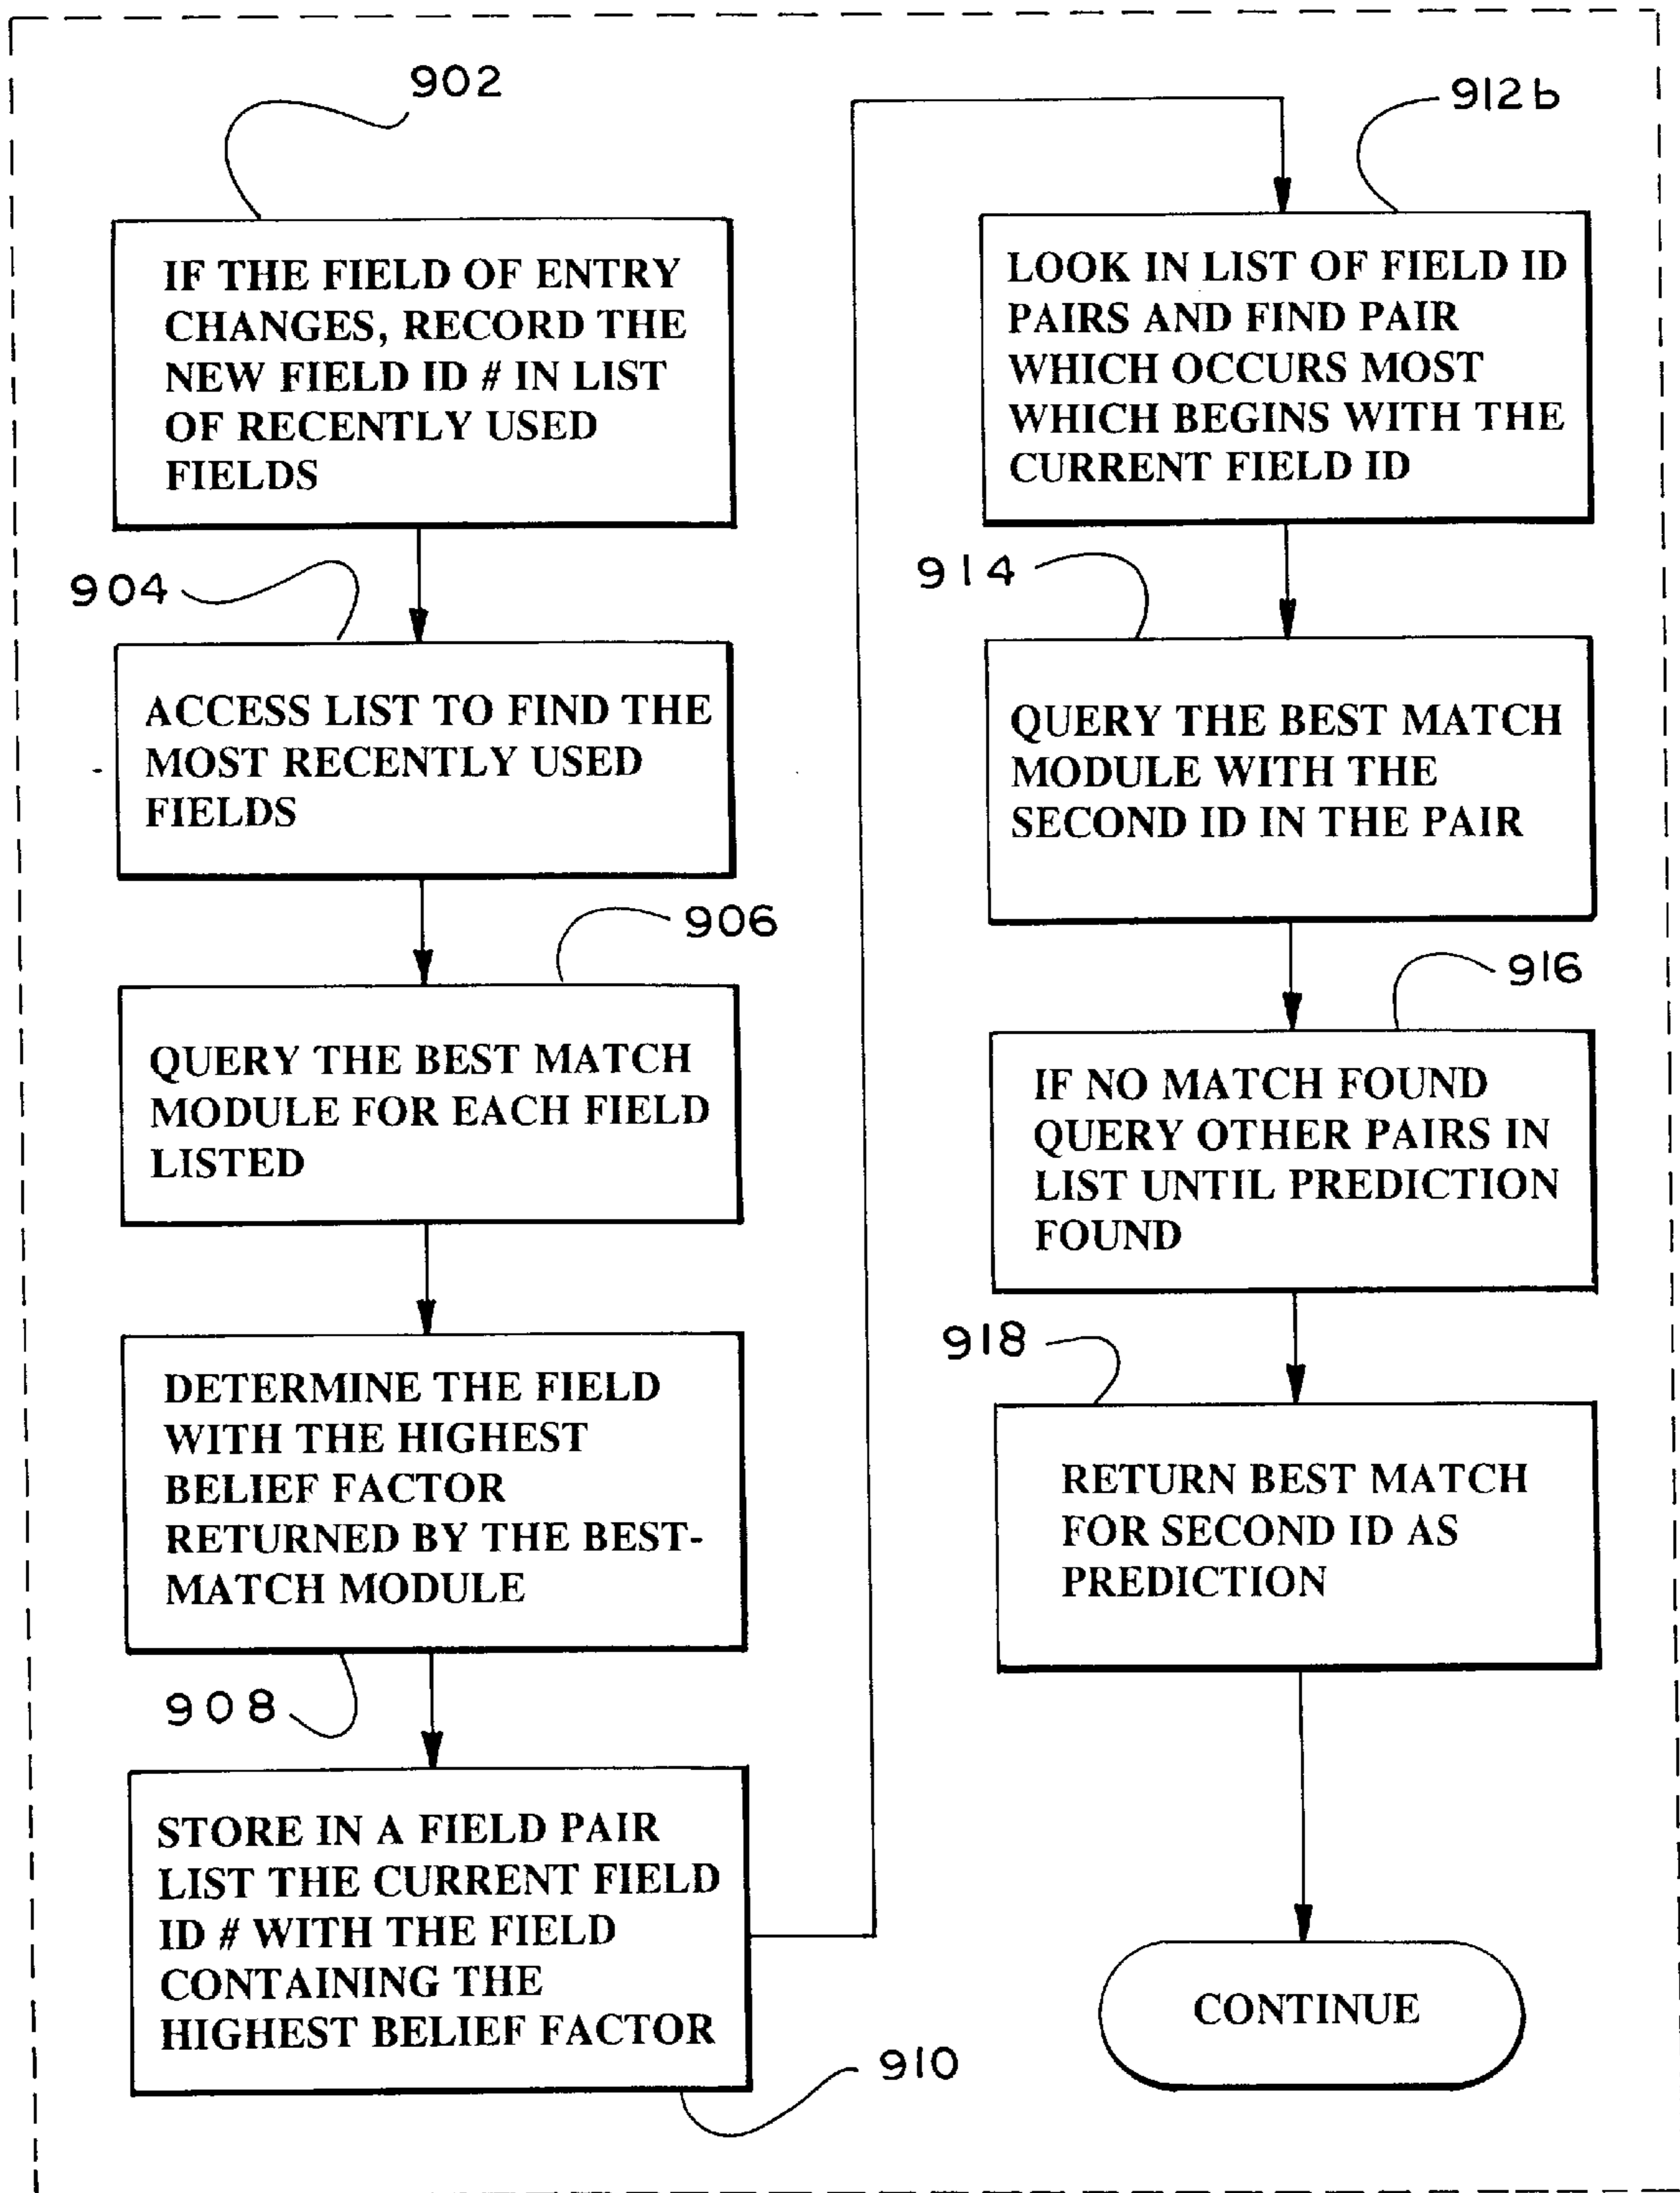 902
IF THE FIELD OF ENTRY
CHANGES, RECORD THE
NEW FIELD ID # IN LIST
OF RECENTLY USED
FIELDS
904
ACCESS LIST TO FIND THE
MOST RECENTLY USED
FIELDS
906
QUERY THE BEST MATCH
MODULE FOR EACH FIELD
LISTED
DETERMINE THE FIELD
WITH THE HIGHEST
BELIEF FACTOR
RETURNED BY THE BEST-
MATCH MODULE
908
STORE IN A FIELD PAIR
LIST THE CURRENT FIELD
ID # WITH THE FIELD
CONTAINING THE
HIGHEST BELIEF FACTOR
910
912b
LOOK IN LIST OF FIELD ID
PAIRS AND FIND PAIR
WHICH OCCURS MOST
WHICH BEGINS WITH THE
CURRENT FIELD ID
914
QUERY THE BEST MATCH
MODULE WITH THE
SECOND ID IN THE PAIR
916
IF NO MATCH FOUND
QUERY OTHER PAIRS IN
LIST UNTIL PREDICTION
FOUND
918
RETURN BEST MATCH
FOR SECOND ID AS
PREDICTION
CONTINUE